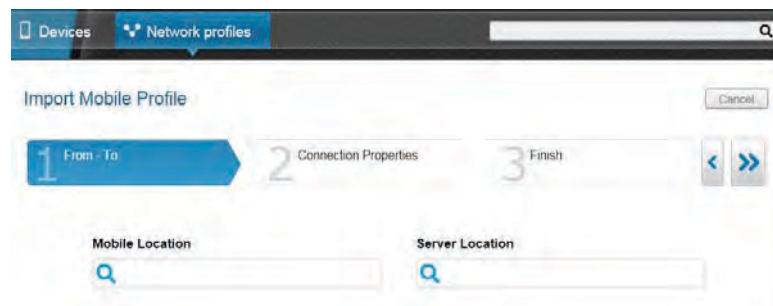 Devices Network profiles
Import Mobile Profile Cancel
1 From - To 2 Connection Properties 3 Finish
Mobile Location Server Location